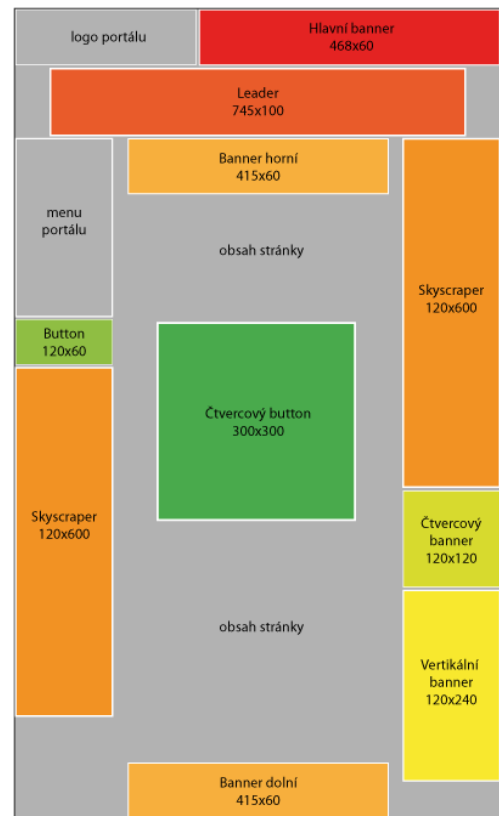 logo portálu
Hlavní banner
468x60
Leader
745x100
Banner horní
415x60
menu
portálu
obsah stránky
Skyscraper
120x600
Button
120x60
Čtvercový button
300x300
Skyscraper
120x600
Čtvercový
banner
120x120
obsah stránky
Vertikální
banner
120x240
Banner dolní
415x60